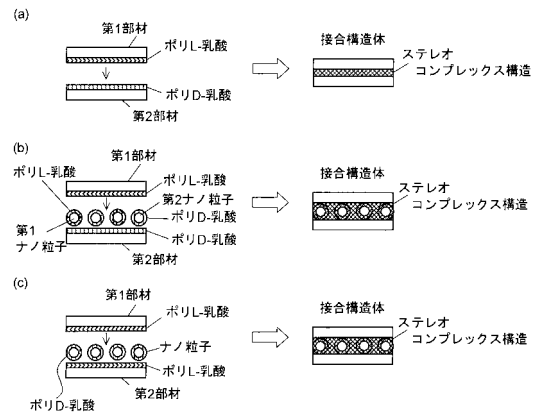 (a)
第1部材
ポリL-乳酸
ポリD-乳酸
第2部材
接合構造体
ステレオ
コンプレックス構造
(b)
ポリL-乳酸
第1部材
ポリL-乳酸
第2ナノ粒子
ポリD-乳酸
ポリD-乳酸
第1
ナノ粒子
第2部材
接合構造体
ステレオ
コンプレックス構造
(c)
第1部材
ポリL-乳酸
ナノ粒子
ポリL-乳酸
ポリD-乳酸
第2部材
接合構造体
ステレオ
コンプレックス構造